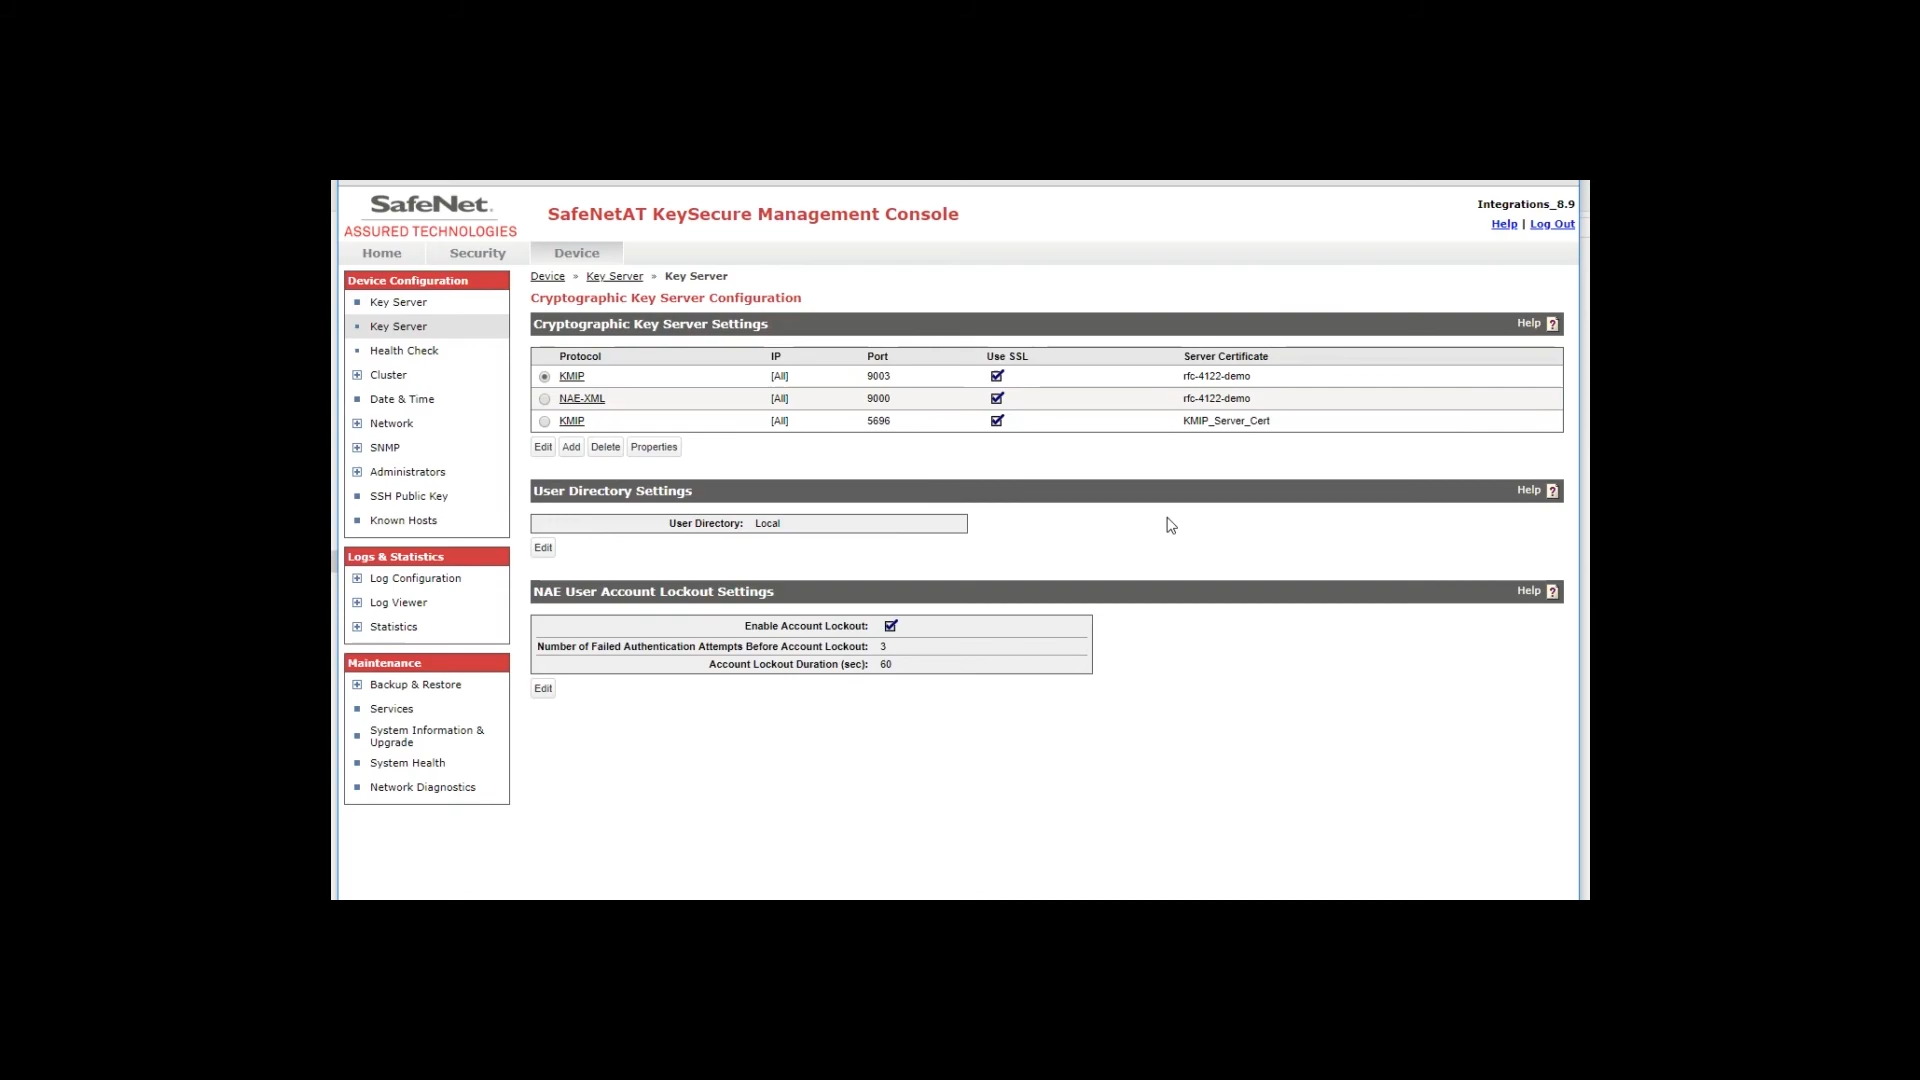 SafeNet.
ASSURED TECHNOLOGIES
SafeNetAT KeySecure Management Console
Integrations_8.9
Help | Log Out
Home Security Device
Device Configuration
Key Server
Key Server
Health Check
Cluster
Date & Time
Network
SNMP
Administrators
SSH Public Key
Known Hosts
Logs & Statistics
Log Configuration
Log Viewer
Statistics
Maintenance
Backup & Restore
Services
System Information &
Upgrade
System Health
Network Diagnostics
Device » Key Server » Key Server
Cryptographic Key Server Configuration
Cryptographic Key Server Settings Help ?
Protocol IP Port Use SSL Server Certificate
KMIP [All] 9003 rfc-4122-demo
NAE-XML [All] 9000 rfc-4122-demo
KMIP [All] 5696 KMIP_Server_Cert
Edit Add Delete Properties
User Directory Settings Help ?
User Directory: Local
Edit
NAE User Account Lockout Settings Help ?
Enable Account Lockout:
Number of Failed Authentication Attempts Before Account Lockout: 3
Account Lockout Duration (sec): 60
Edit